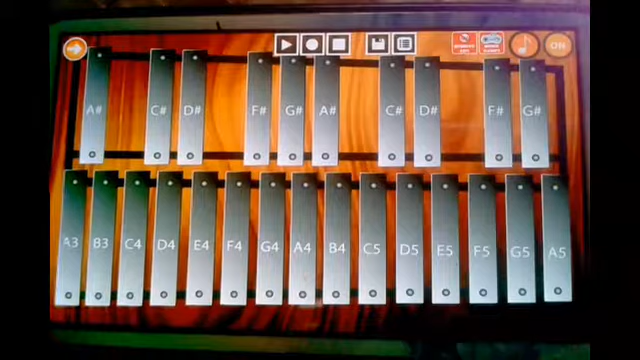 ON
A# C# D# F# G# A# C# D# F# G#
A3 B3 C4 D4 E4 F4 G4 A4 B4 C5 D5 E5 F5 G5 A5